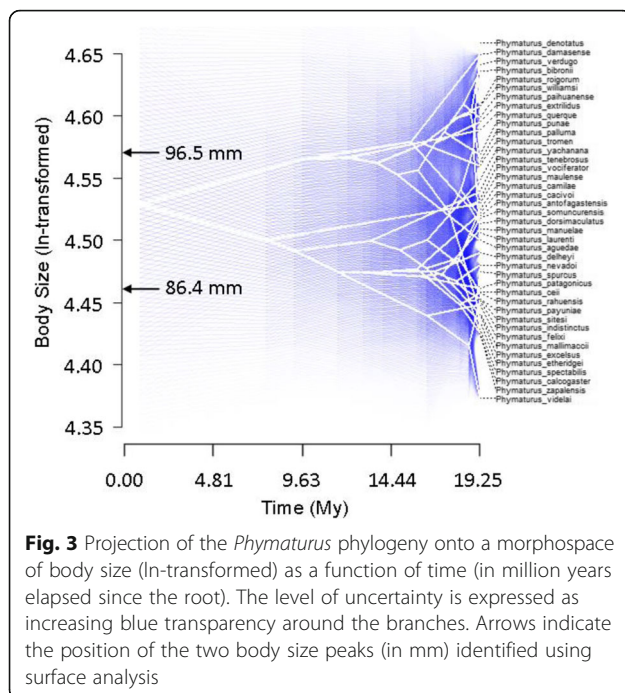 4.65
4.60
4.55
4.50
4.45
4.40
4.35
Body Size (ln-transformed)
96.5 mm
86.4 mm
0.00 4.81 9.63 14.44 19.25
Time (My)
Phymaturus_denotatus
Phymaturus_damasense
Phymaturus_verdugo
Phymaturus_bibronii
Phymaturus_roigorum
Phymaturus_williamsi
Phymaturus_paihuanense
Phymaturus_extrilidus
Phymaturus_querque
Phymaturus_punae
Phymaturus_palluma
Phymaturus_tromen
Phymaturus_yachanana
Phymaturus_tenebrosus
Phymaturus_vociferator
Phymaturus_maulense
Phymaturus_camilae
Phymaturus_cacivoi
Phymaturus_antofagastensis
Phymaturus_somuncurensis
Phymaturus_dorsimaculatus
Phymaturus_manuelae
Phymaturus_laurenti
Phymaturus_aguedae
Phymaturus_delheyi
Phymaturus_nevadoi
Phymaturus_spurcus
Phymaturus_patagonicus
Phymaturus_ceii
Phymaturus_rahuensis
Phymaturus_payuniae
Phymaturus_sitesi
Phymaturus_indistinctus
Phymaturus_felixi
Phymaturus_mallimaccii
Phymaturus_excelsus
Phymaturus_etheridgei
Phymaturus_spectabilis
Phymaturus_calcogaster
Phymaturus_zapalensis
Phymaturus_videlai
Fig. 3 Projection of the Phymaturus phylogeny onto a morphospace
of body size (ln-transformed) as a function of time (in million years
elapsed since the root). The level of uncertainty is expressed as
increasing blue transparency around the branches. Arrows indicate
the position of the two body size peaks (in mm) identified using
surface analysis